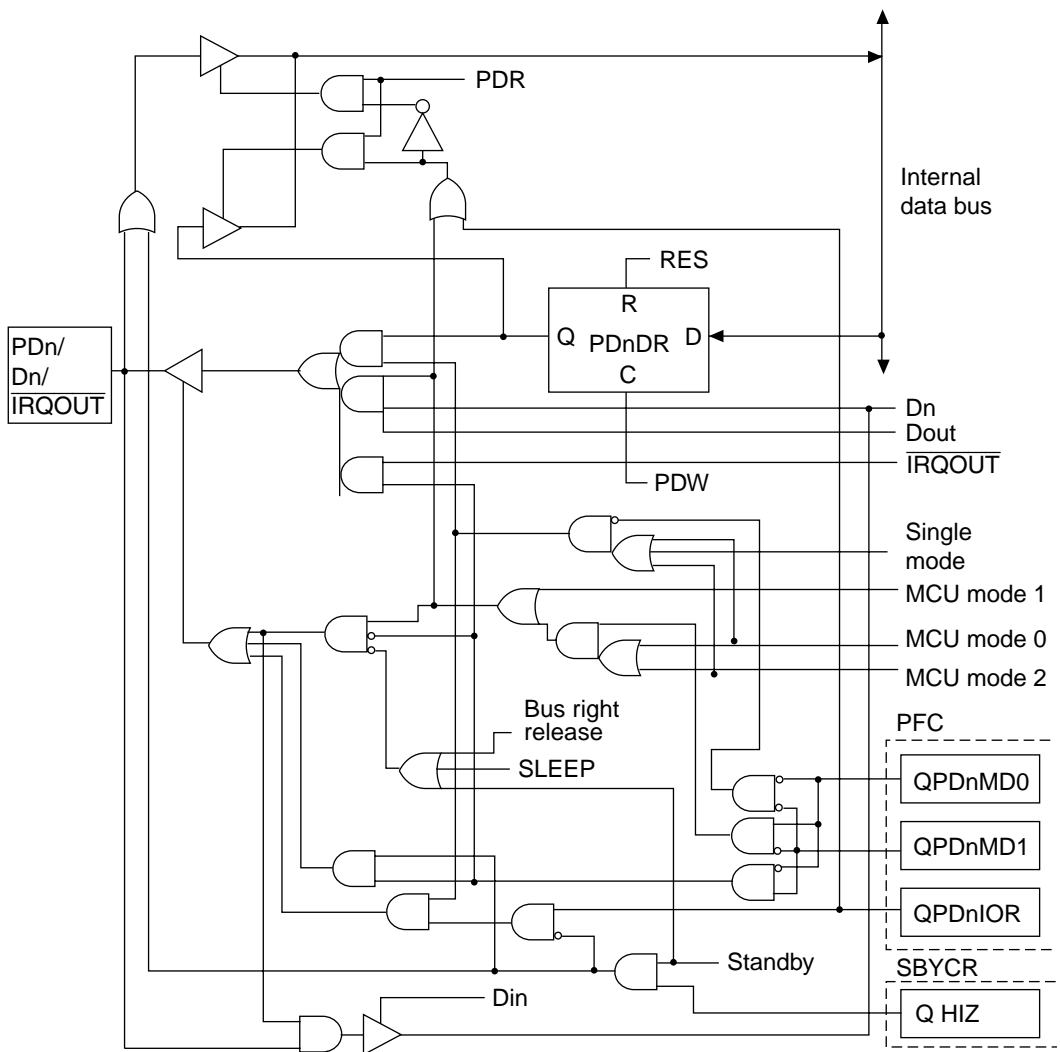 PDR
Internal
data bus
RES
R
Q
PDnDR
D
C
PDn/
Dn/
IRQOUT
Dn
Dout
IRQOUT
PDW
Single
mode
MCU mode 1
MCU mode 0
MCU mode 2
Bus right
release
PFC
SLEEP
QPDnMD0
QPDnMD1
QPDnIOR
Standby
SBYCR
Din
Q HIZ